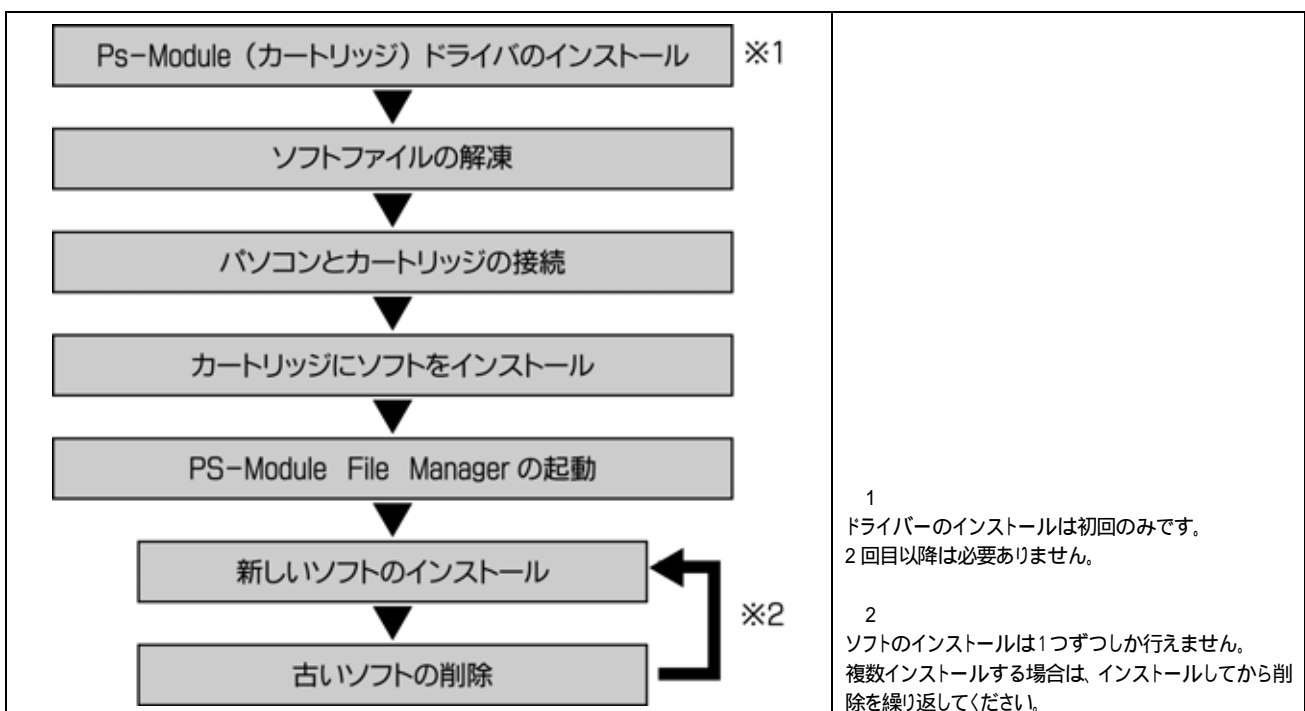 Ps-Module（カートリッジ）ドライバのインストール ※1
ソフトファイルの解凍
パソコンとカートリッジの接続
カートリッジにソフトをインストール
PS-Module File Manager の起動
新しいソフトのインストール
※2
古いソフトの削除
1
ドライバーのインストールは初回のみです。
2 回目以降は必要ありません。
2
ソフトのインストールは1つずつしか行えません。
複数インストールする場合は、インストールしてから削
除を繰り返してください。